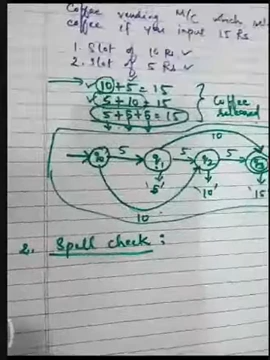 Coffee vending M/C which
coffee if you input 15 Rs
1. Slot of 10 Rs ✓
2. Slot of 5 Rs ✓
✓ 10 + 5 = 15
✓ 5 + 10 = 15
5 + 5 + 5 = 15
Coffee
released
10
q0 5 q1 5 q2 5 q3
'5' '10' '15
10
2. Spell check :